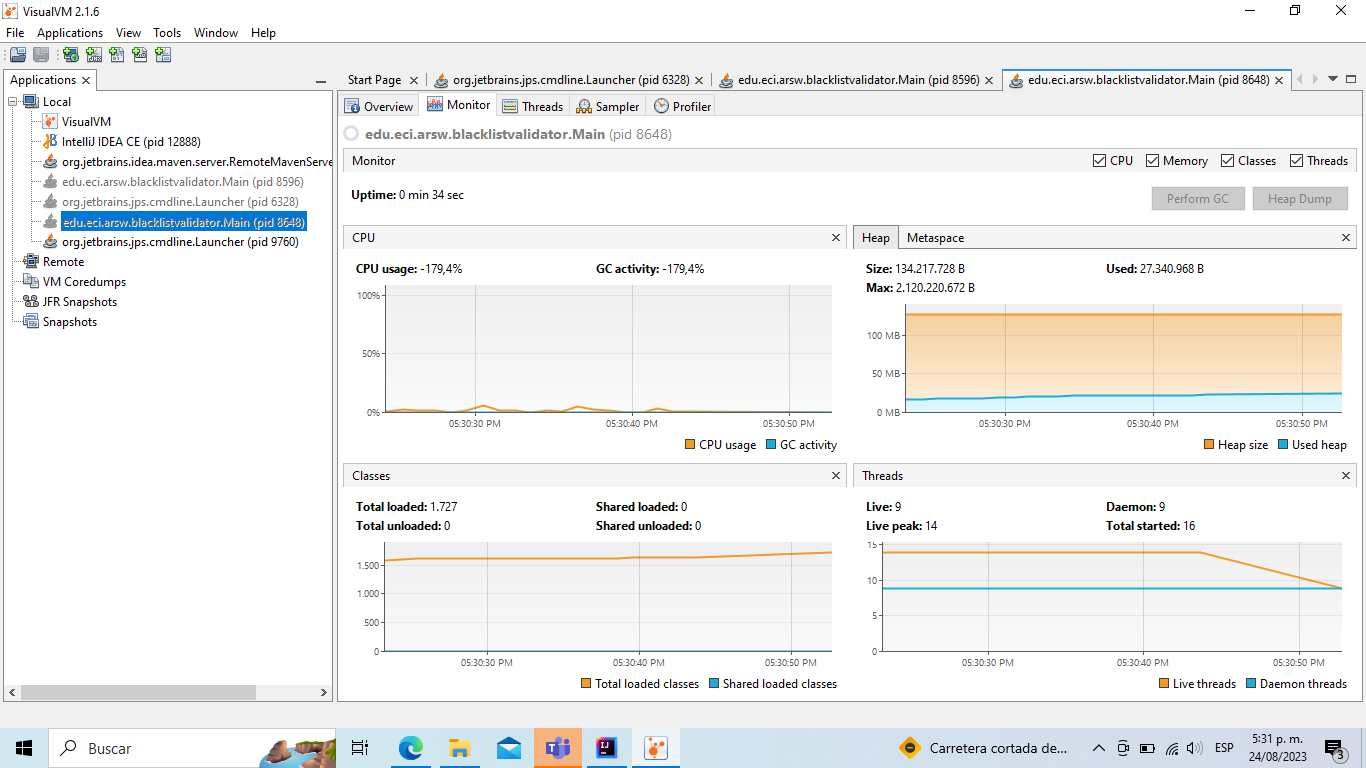 VisualVM 2.1.6
File Applications View Tools Window Help
Applications
Start Page
org.jetbrains.jps.cmdline.Launcher (pid 6328)
edu.eci.arsw.blacklistvalidator.Main (pid 8596)
edu.eci.arsw.blacklistvalidator.Main (pid 8648)
Local
VisualVM
IntelliJ IDEA CE (pid 12888)
org.jetbrains.idea.maven.server.RemoteMavenServe
edu.eci.arsw.blacklistvalidator.Main (pid 8596)
org.jetbrains.jps.cmdline.Launcher (pid 6328)
edu.eci.arsw.blacklistvalidator.Main (pid 8648)
org.jetbrains.jps.cmdline.Launcher (pid 9760)
Remote
VM Coredumps
JFR Snapshots
Snapshots
Overview Monitor Threads Sampler Profiler
edu.eci.arsw.blacklistvalidator.Main (pid 8648)
Monitor
CPU Memory Classes Threads
Uptime: 0 min 34 sec
Perform GC Heap Dump
CPU
CPU usage: -179,4% GC activity: -179,4%
100%
50%
0%
05:30:30 PM 05:30:40 PM 05:30:50 PM
CPU usage GC activity
Heap Metaspace
Size: 134.217.728 B Used: 27.340.968 B
Max: 2.120.220.672 B
100 MB
50 MB
0 MB
05:30:30 PM 05:30:40 PM 05:30:50 PM
Heap size Used heap
Classes
Total loaded: 1.727 Shared loaded: 0
Total unloaded: 0 Shared unloaded: 0
1.500
1.000
500
0
05:30:30 PM 05:30:40 PM 05:30:50 PM
Total loaded classes Shared loaded classes
Threads
Live: 9 Daemon: 9
Live peak: 14 Total started: 16
15
10
5
0
05:30:30 PM 05:30:40 PM 05:30:50 PM
Live threads Daemon threads
Buscar
Carretera cortada de...
ESP
5:31 p. m.
24/08/2023
3